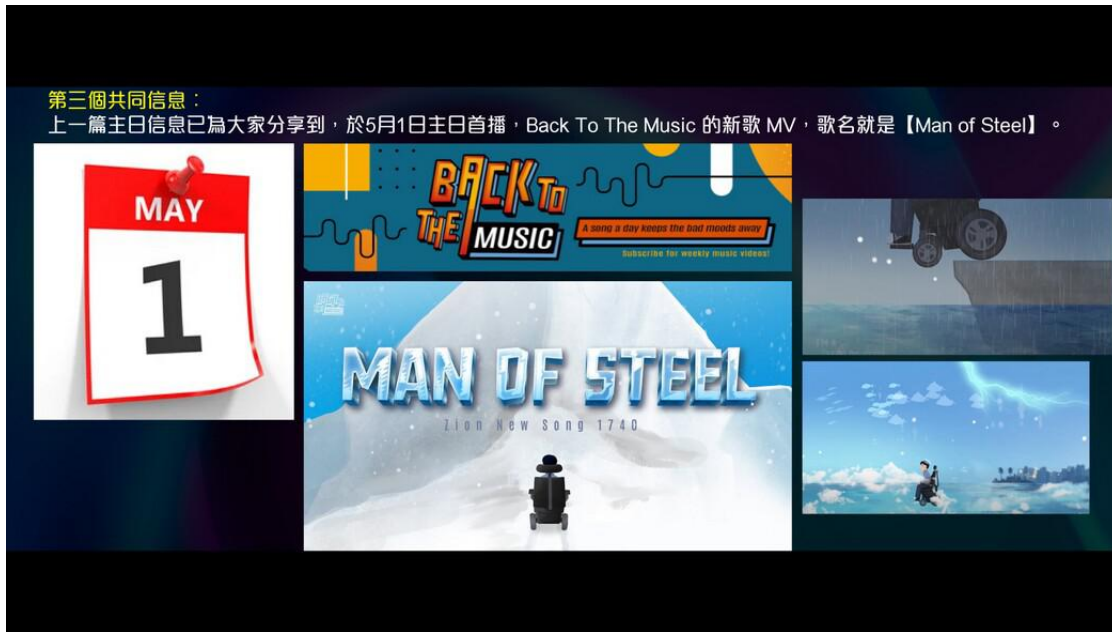 第三個共同信息：
上一篇主日信息已為大家分享到，於5月1日主日首播，Back To The Music 的新歌 MV，歌名就是【Man of Steel】。
MAY
1
BACK TO
THE MUSIC
A song a day keeps the bad moods away
Subscribe for weekly music videos!
MAN OF STEEL
Zion New Song 1740